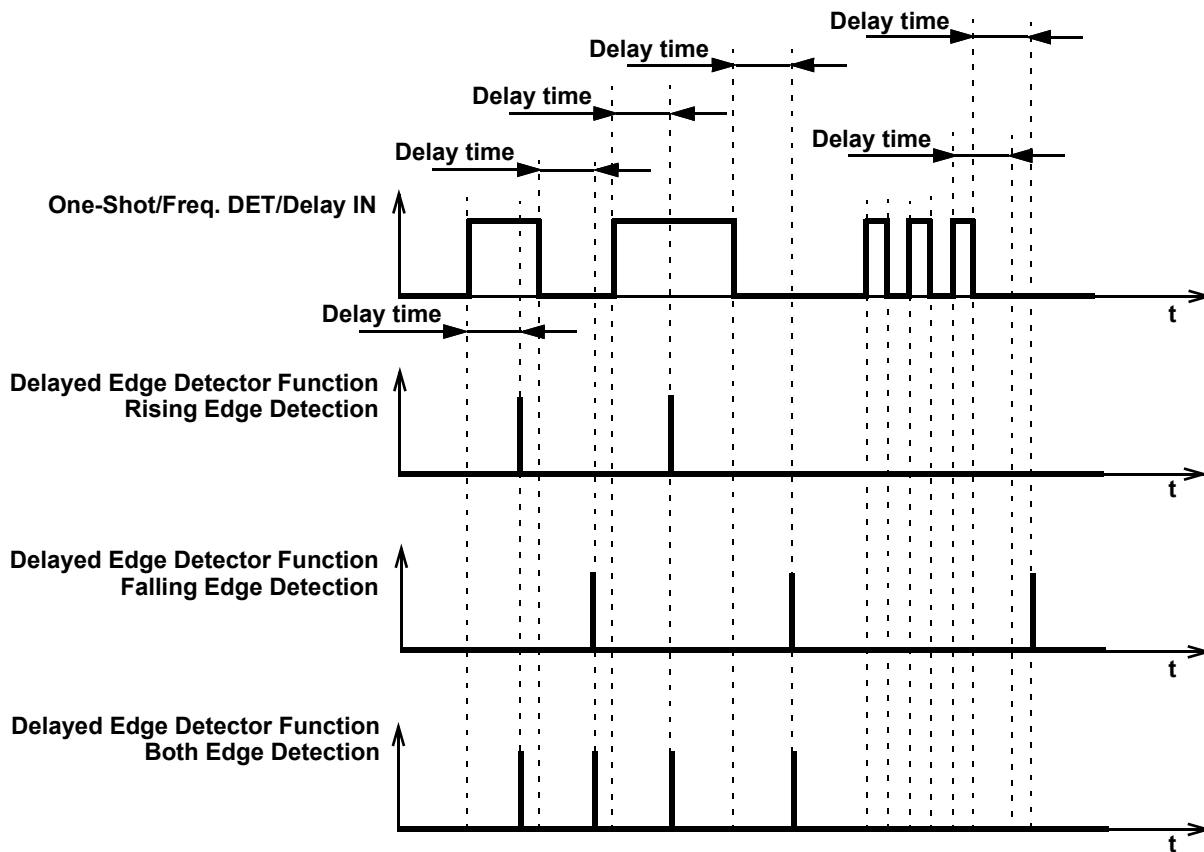 Delay time
Delay time
Delay time
Delay time
Delay time
One-Shot/Freq. DET/Delay IN
t
Delay time
Delayed Edge Detector Function
Rising Edge Detection
t
Delayed Edge Detector Function
Falling Edge Detection
t
Delayed Edge Detector Function
Both Edge Detection
t